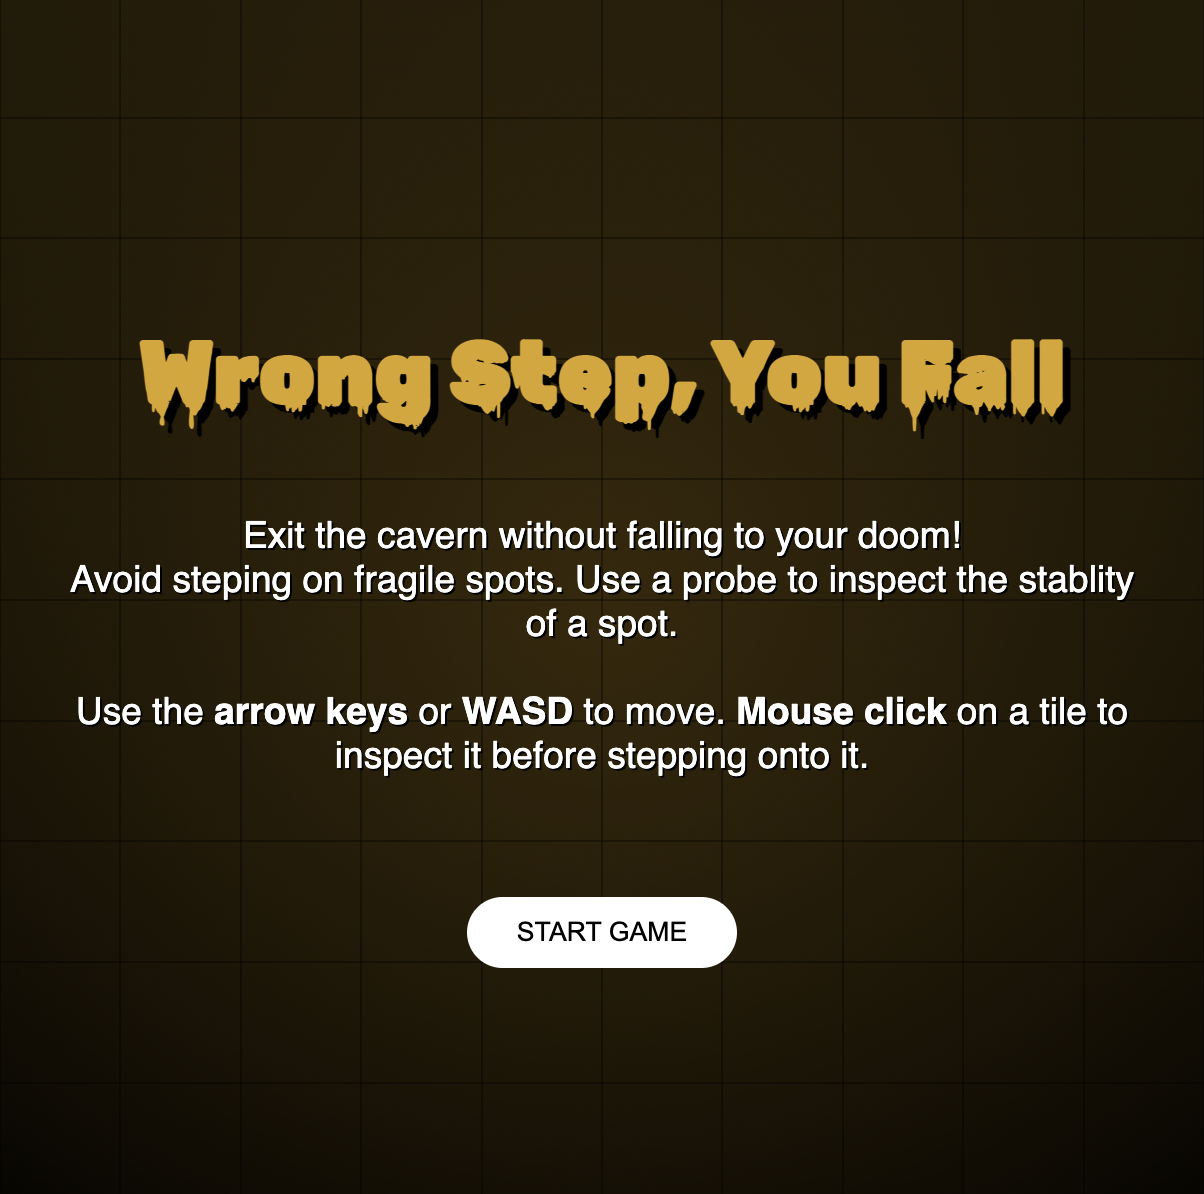 Wrong Step, You Fall
Exit the cavern without falling to your doom!
Avoid steping on fragile spots. Use a probe to inspect the stablity
of a spot.
Use the arrow keys or WASD to move. Mouse click on a tile to
inspect it before stepping onto it.
START GAME